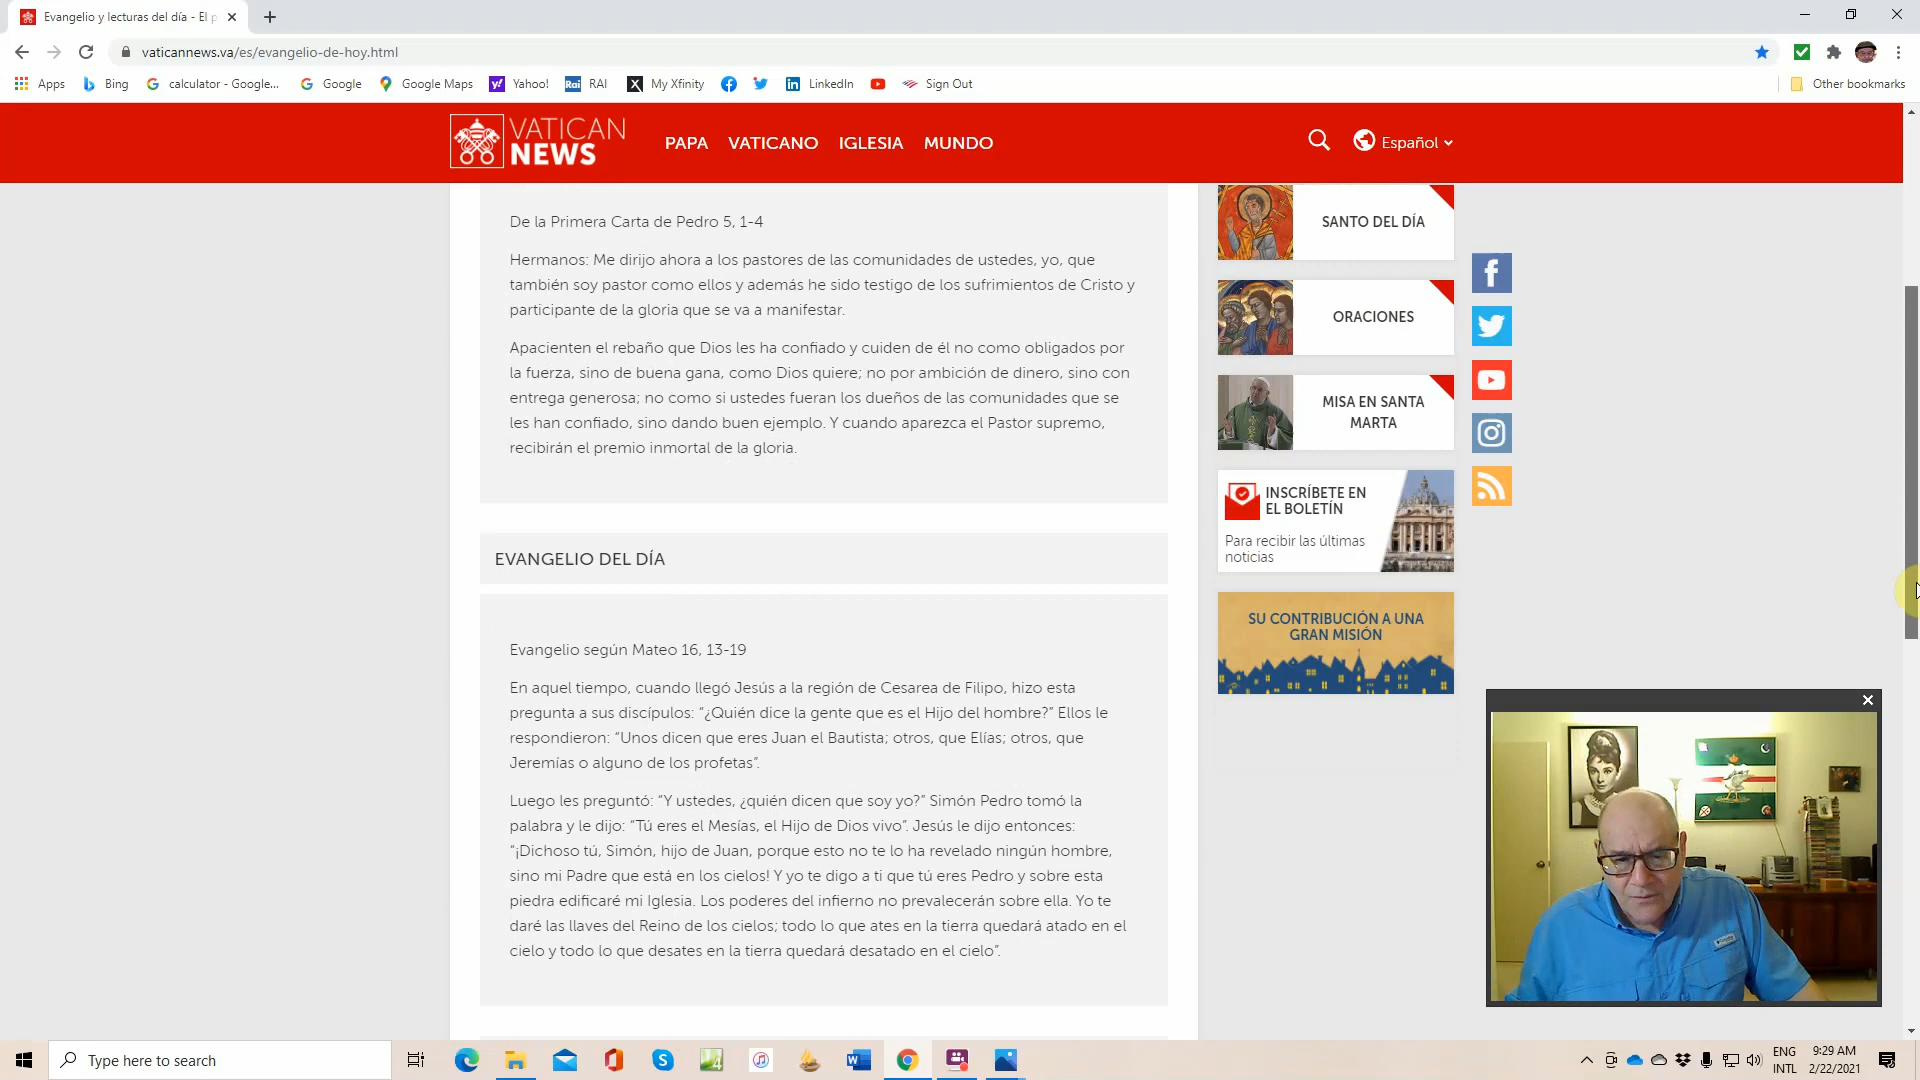 Evangelio y lecturas del día - El p
vaticannews.va/es/evangelio-de-hoy.html
Apps
Bing
calculator - Google...
Google
Google Maps
Yahoo!
Rai
RAI
My Xfinity
LinkedIn
Sign Out
Other bookmarks
VATICAN
NEWS
PAPA
VATICANO
IGLESIA
MUNDO
Español
De la Primera Carta de Pedro 5, 1-4
Hermanos: Me dirijo ahora a los pastores de las comunidades de ustedes, yo, que
también soy pastor como ellos y además he sido testigo de los sufrimientos de Cristo y
participante de la gloria que se va a manifestar.
Apacienten el rebaño que Dios les ha confiado y cuiden de él no como obligados por
la fuerza, sino de buena gana, como Dios quiere; no por ambición de dinero, sino con
entrega generosa; no como si ustedes fueran los dueños de las comunidades que se
les han confiado, sino dando buen ejemplo. Y cuando aparezca el Pastor supremo,
recibirán el premio inmortal de la gloria.
EVANGELIO DEL DÍA
Evangelio según Mateo 16, 13-19
En aquel tiempo, cuando llegó Jesús a la región de Cesarea de Filipo, hizo esta
pregunta a sus discípulos: “¿Quién dice la gente que es el Hijo del hombre?” Ellos le
respondieron: “Unos dicen que eres Juan el Bautista; otros, que Elías; otros, que
Jeremías o alguno de los profetas”.
Luego les preguntó: “Y ustedes, ¿quién dicen que soy yo?” Simón Pedro tomó la
palabra y le dijo: “Tú eres el Mesías, el Hijo de Dios vivo”. Jesús le dijo entonces:
“¡Dichoso tú, Simón, hijo de Juan, porque esto no te lo ha revelado ningún hombre,
sino mi Padre que está en los cielos! Y yo te digo a ti que tú eres Pedro y sobre esta
piedra edificaré mi Iglesia. Los poderes del infierno no prevalecerán sobre ella. Yo te
daré las llaves del Reino de los cielos; todo lo que ates en la tierra quedará atado en el
cielo y todo lo que desates en la tierra quedará desatado en el cielo”.
SANTO DEL DÍA
ORACIONES
MISA EN SANTA
MARTA
INSCRÍBETE EN
EL BOLETÍN
Para recibir las últimas
noticias
SU CONTRIBUCIÓN A UNA
GRAN MISIÓN
Type here to search
ENG
INTL
9:29 AM
2/22/2021